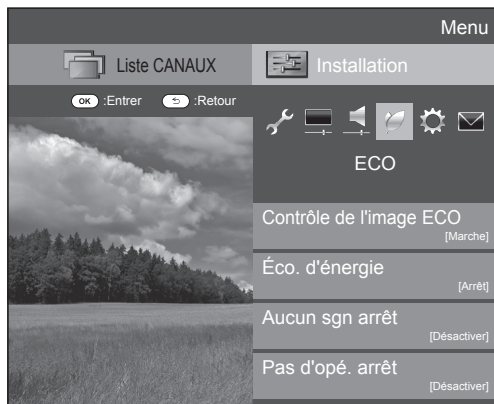 Menu
Liste CANAUX
Installation
OK :Entrer :Retour
ECO
Contrôle de l'image ECO
[Marche]
Éco. d'énergie
[Arrêt]
Aucun sgn arrêt
[Désactiver]
Pas d'opé. arrêt
[Désactiver]